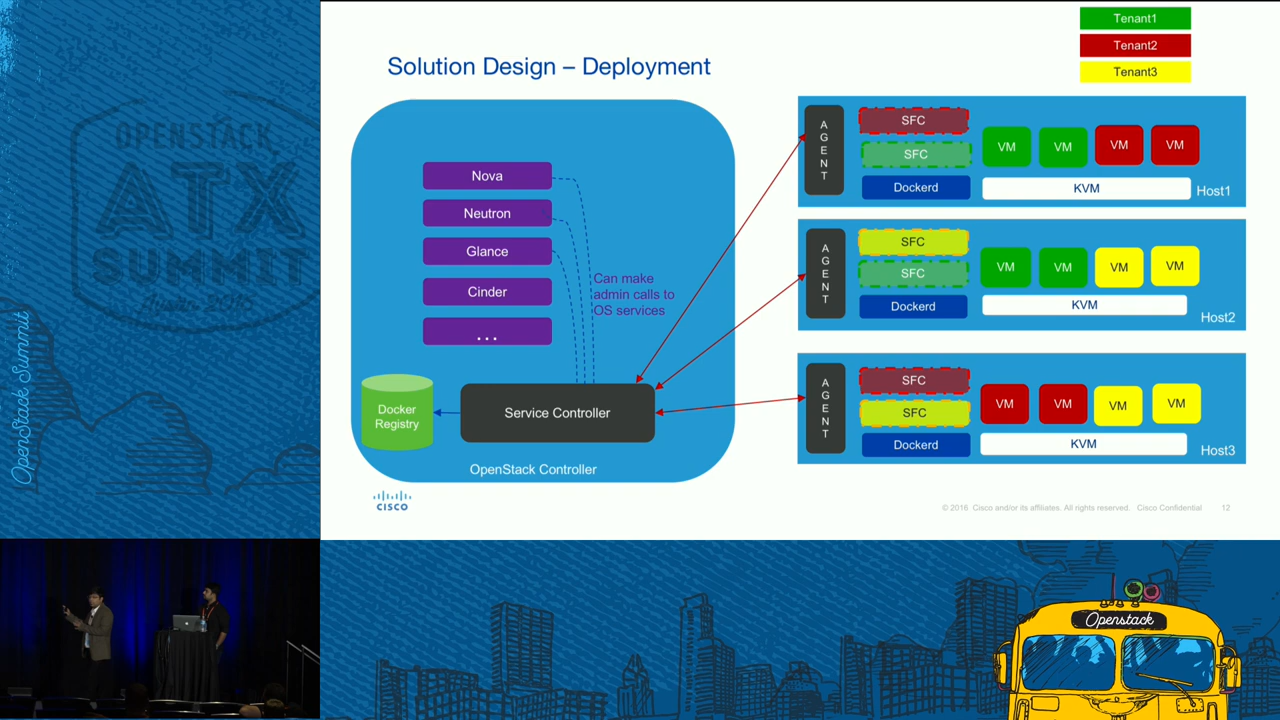 OPENSTACK
ATX
SUMMIT
OpenStack Summit
Solution Design – Deployment
Tenant1
Tenant2
Tenant3
Nova
Neutron
Glance
Cinder
...
Can make
admin calls to
OS services
Docker
Registry
Service Controller
OpenStack Controller
AGENT
SFC
SFC
Dockerd
VM
VM
VM
VM
KVM
Host1
AGENT
SFC
SFC
Dockerd
VM
VM
VM
VM
KVM
Host2
AGENT
SFC
SFC
Dockerd
VM
VM
VM
VM
KVM
Host3
CISCO
© 2016 Cisco and/or its affiliates. All rights reserved. Cisco Confidential
12
Openstack